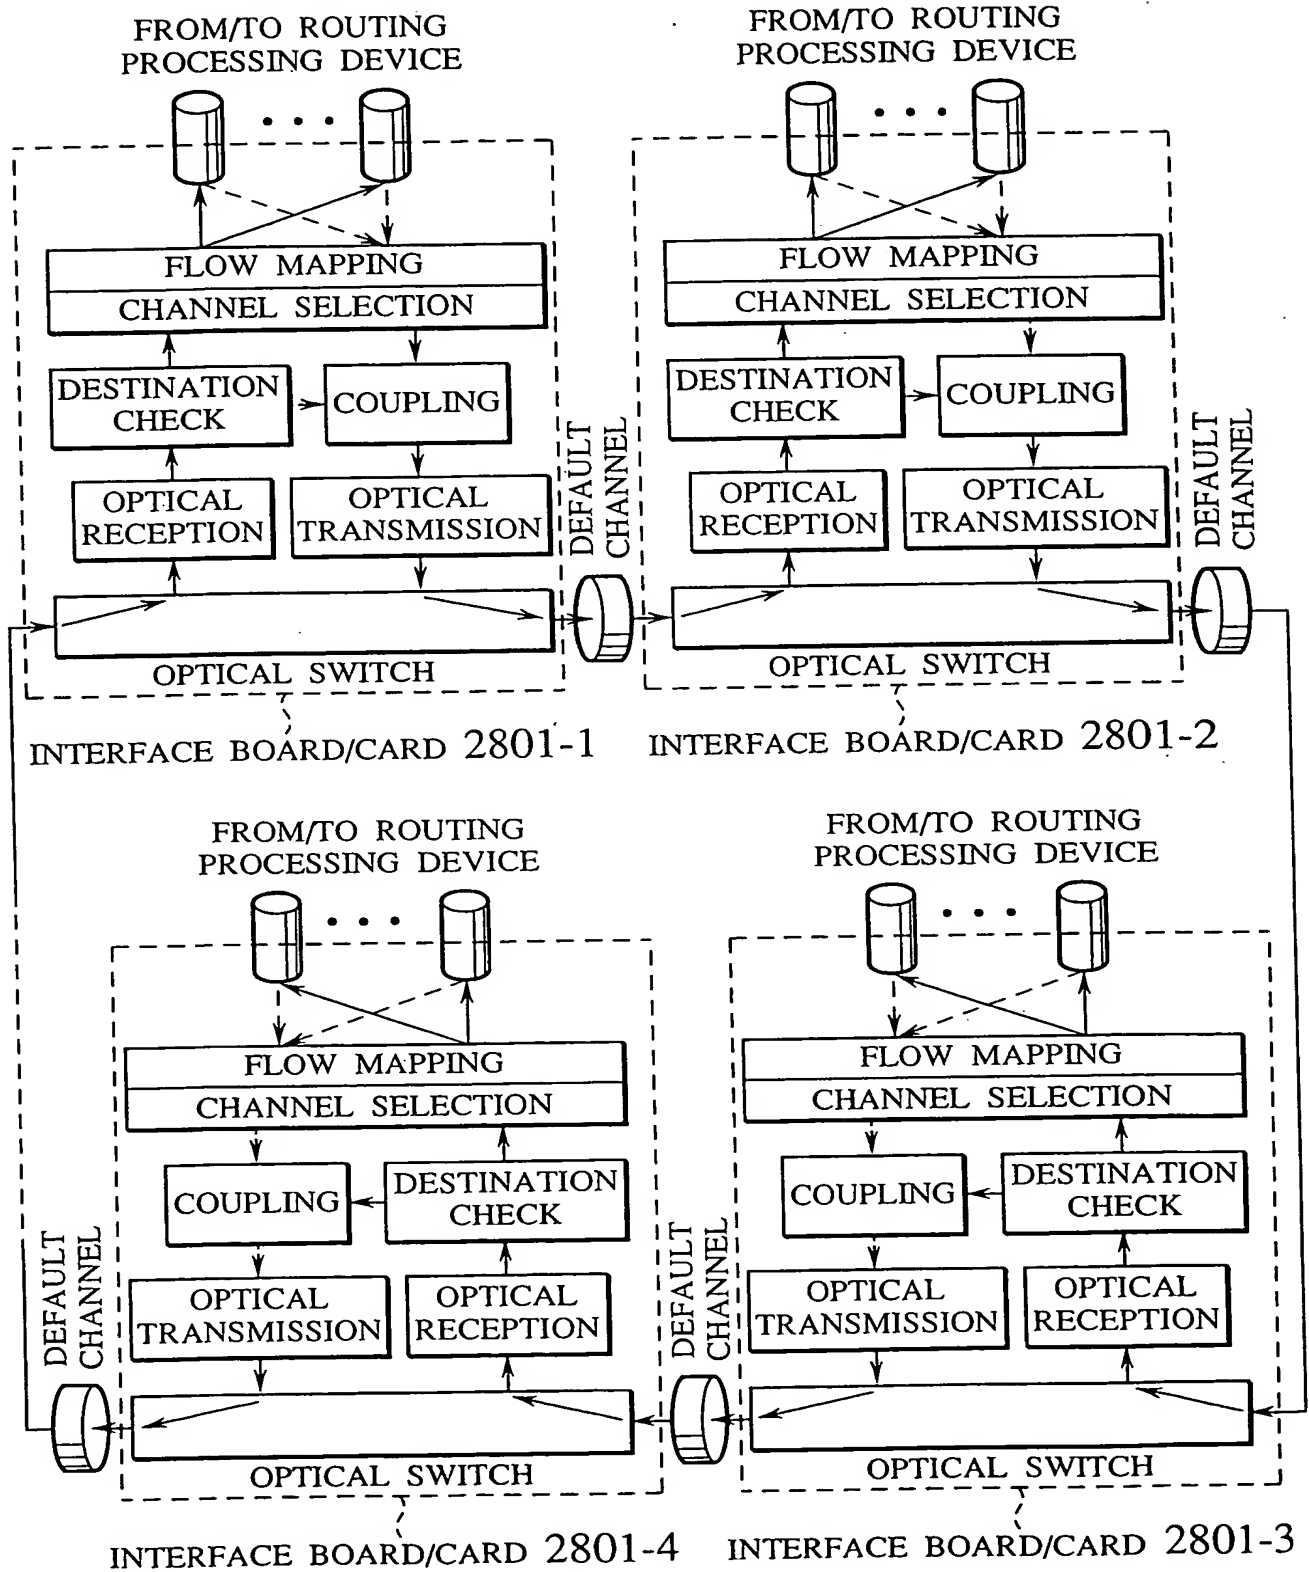 FROM/TO ROUTING
PROCESSING DEVICE
FLOW MAPPING
CHANNEL SELECTION
DESTINATION
CHECK
COUPLING
OPTICAL
RECEPTION
OPTICAL
TRANSMISSION
OPTICAL SWITCH
DEFAULT
CHANNEL
INTERFACE BOARD/CARD 2801-1
FROM/TO ROUTING
PROCESSING DEVICE
FLOW MAPPING
CHANNEL SELECTION
DESTINATION
CHECK
COUPLING
OPTICAL
RECEPTION
OPTICAL
TRANSMISSION
OPTICAL SWITCH
DEFAULT
CHANNEL
INTERFACE BOARD/CARD 2801-2
FROM/TO ROUTING
PROCESSING DEVICE
FLOW MAPPING
CHANNEL SELECTION
COUPLING
DESTINATION
CHECK
OPTICAL
TRANSMISSION
OPTICAL
RECEPTION
DEFAULT
CHANNEL
OPTICAL SWITCH
INTERFACE BOARD/CARD 2801-4
FROM/TO ROUTING
PROCESSING DEVICE
FLOW MAPPING
CHANNEL SELECTION
COUPLING
DESTINATION
CHECK
OPTICAL
TRANSMISSION
OPTICAL
RECEPTION
DEFAULT
CHANNEL
OPTICAL SWITCH
INTERFACE BOARD/CARD 2801-3